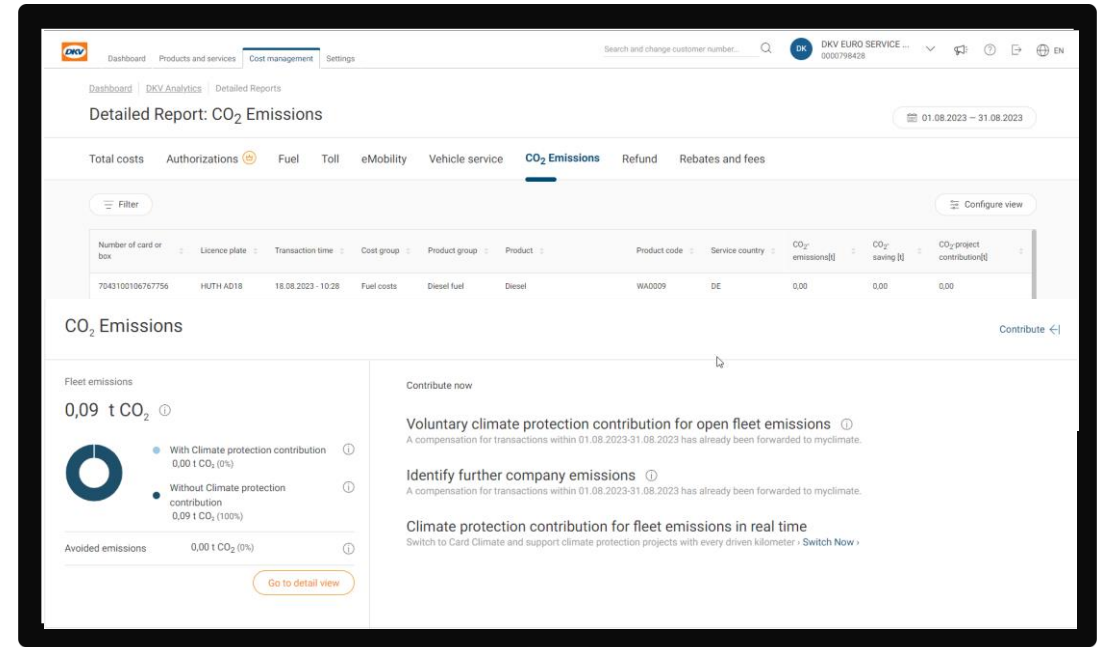 DKV
Dashboard Products and services Cost management Settings
Search and change customer number...
DK
DKV EURO SERVICE ...
0000798428
EN
Dashboard | DKV Analytics | Detailed Reports
Detailed Report: CO₂ Emissions
01.08.2023 – 31.08.2023
Total costs Authorizations Fuel Toll eMobility Vehicle service CO₂ Emissions Refund Rebates and fees
Filter
Configure view
Number of card or box Licence plate Transaction time Cost group Product group Product Product code Service country CO₂-emissions[t] CO₂-saving [t] CO₂-project contribution[t]
7043100106767756 HUTH AD18 18.08.2023 - 10:28 Fuel costs Diesel fuel Diesel WA0009 DE 0,00 0,00 0,00
CO₂ Emissions
Contribute
Fleet emissions
0,09 t CO₂
With Climate protection contribution
0,00 t CO₂ (0%)
Without Climate protection
contribution
0,09 t CO₂ (100%)
Avoided emissions 0,00 t CO₂ (0%)
Go to detail view
Contribute now
Voluntary climate protection contribution for open fleet emissions
A compensation for transactions within 01.08.2023-31.08.2023 has already been forwarded to myclimate.
Identify further company emissions
A compensation for transactions within 01.08.2023-31.08.2023 has already been forwarded to myclimate.
Climate protection contribution for fleet emissions in real time
Switch to Card Climate and support climate protection projects with every driven kilometer › Switch Now ›